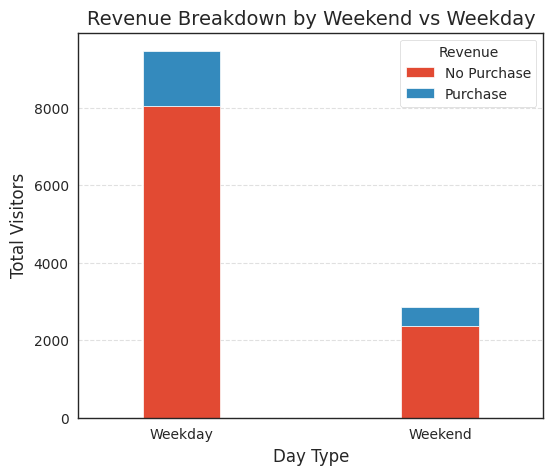 Revenue Breakdown by Weekend vs Weekday
Revenue
No Purchase
Purchase
Total Visitors
8000
6000
4000
2000
0
Weekday
Weekend
Day Type